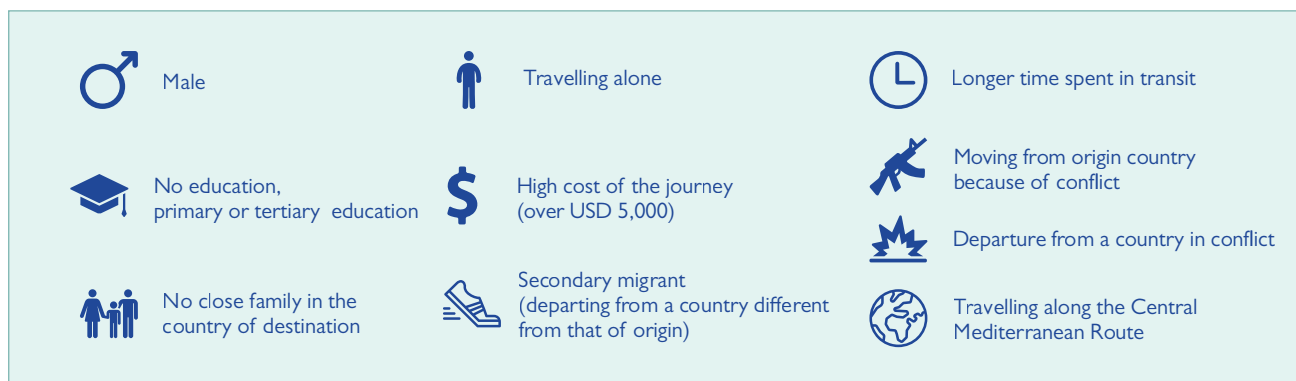 Male
No education,
primary or tertiary education
No close family in the
country of destination
Travelling alone
$
High cost of the journey
(over USD 5,000)
Secondary migrant
(departing from a country different
from that of origin)
Longer time spent in transit
Moving from origin country
because of conflict
Departure from a country in conflict
Travelling along the Central
Mediterranean Route